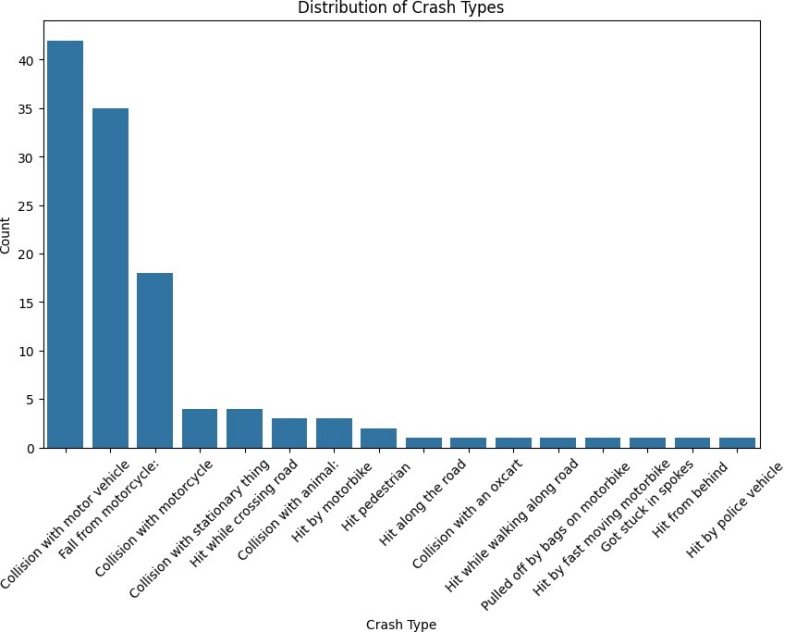 Distribution of Crash Types
Count
40
35
30
25
20
15
10
5
0
Collision with motor vehicle
Fall from motorcycle:
Collision with motorcycle
Collision with stationary thing
Hit while crossing road
Collision with animal:
Hit by motorbike
Hit pedestrian
Hit along the road
Collision with an oxcart
Hit while walking along road
Pulled off by bags on motorbike
Hit by fast moving motorbike
Got stuck in spokes
Hit from behind
Hit by police vehicle
Crash Type